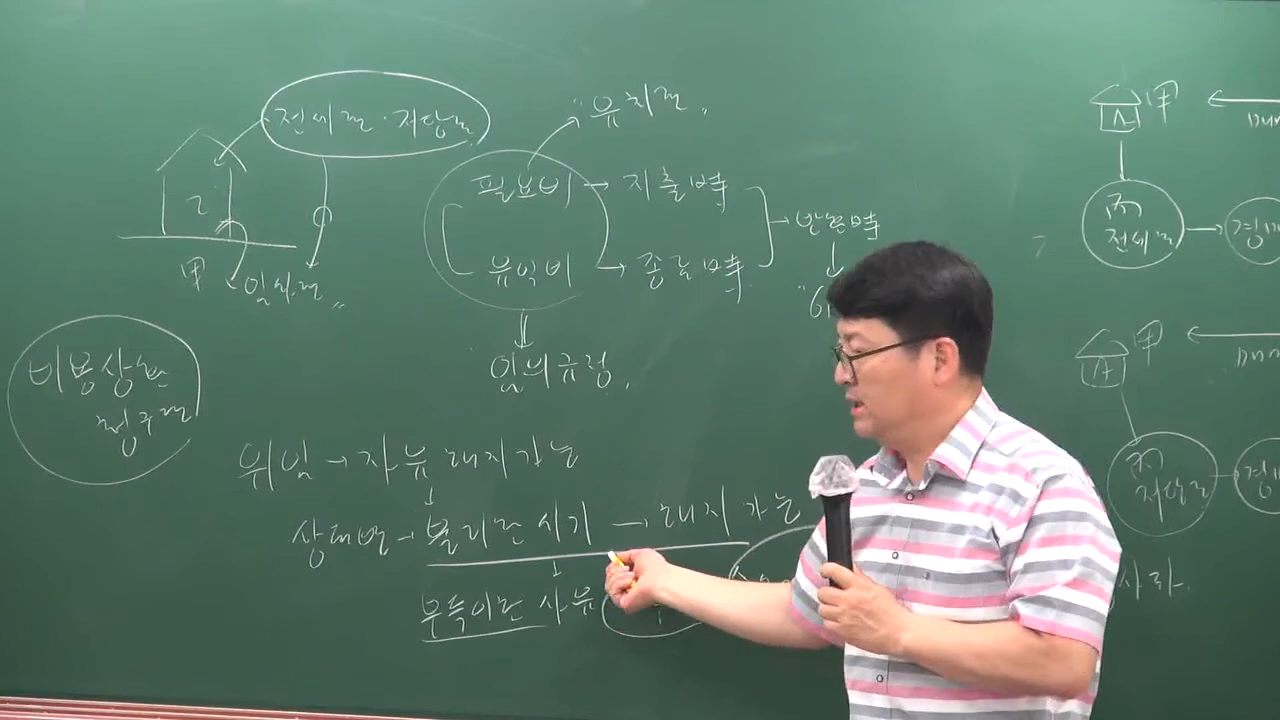 전세권·저당권
甲
임차권"
비용상환
청구권
"유치권"
필요비 → 지출時
유익비 → 종료時
반환時
임의규정.
위임 → 자유 해지가능
상대방 → 불리한 시기 → 해지 가능
부득이한 사유
甲
丙
전세권
甲
丙
저당권